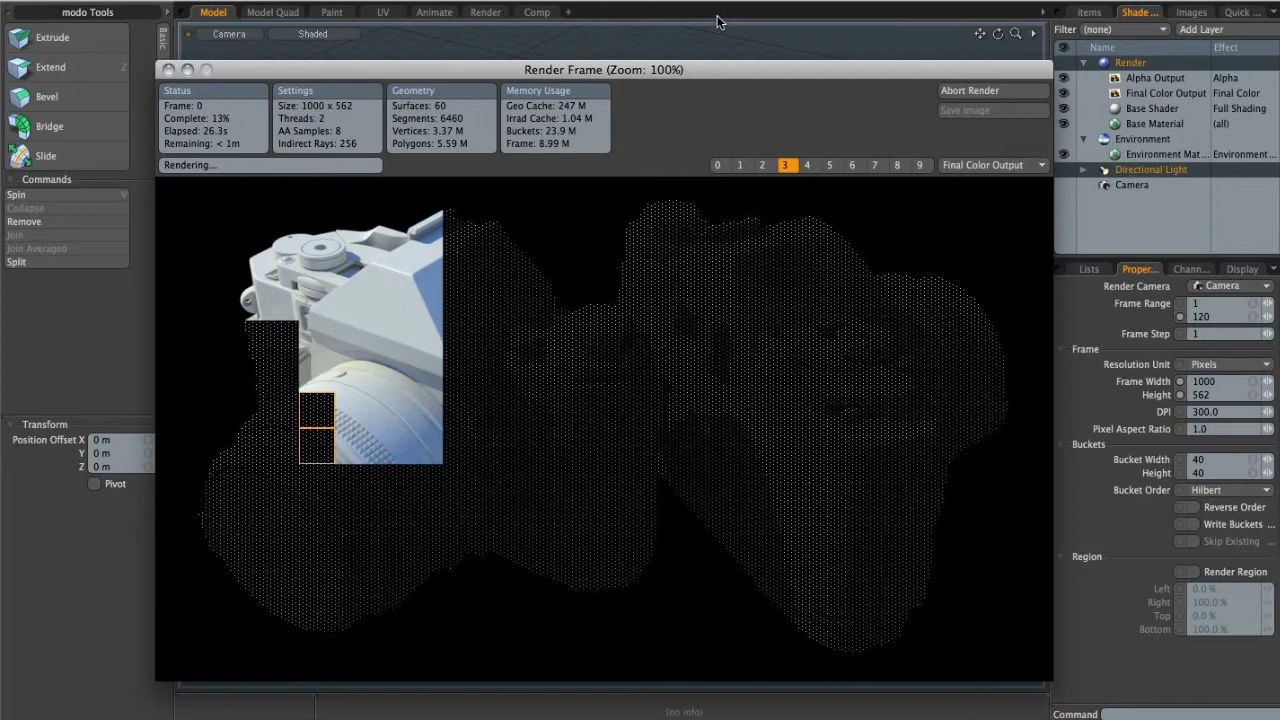 modo Tools
Model
Model Quad
Paint
UV
Animate
Render
Comp
+
Items
Shade ...
Images
Quick ...
Extrude
Extend Z
Bevel
Bridge
Slide
Commands
Spin V
Collapse
Remove
Join
Join Averaged
Split
Transform
Position Offset X 0 m
Y 0 m
Z 0 m
Pivot
Basic
Camera
Shaded
Render Frame (Zoom: 100%)
Status
Frame: 0
Complete: 13%
Elapsed: 26.3s
Remaining: < 1m
Settings
Size: 1000 x 562
Threads: 2
AA Samples: 8
Indirect Rays: 256
Geometry
Surfaces: 60
Segments: 6460
Vertices: 3.37 M
Polygons: 5.59 M
Memory Usage
Geo Cache: 247 M
Irrad Cache: 1.04 M
Buckets: 23.9 M
Frame: 8.99 M
Abort Render
Save Image
Rendering...
0 1 2 3 4 5 6 7 8 9
Final Color Output
(no info)
Filter (none) Add Layer
Name Effect
Render
Alpha Output Alpha
Final Color Output Final Color
Base Shader Full Shading
Base Material (all)
Environment
Environment Mat ... Environment...
Directional Light
Camera
Lists
Proper...
Chann...
Display
Render Camera Camera
Frame Range 1
120
Frame Step 1
Frame
Resolution Unit Pixels
Frame Width 1000
Height 562
DPI 300.0
Pixel Aspect Ratio 1.0
Buckets
Bucket Width 40
Height 40
Bucket Order Hilbert
Reverse Order
Write Buckets ...
Skip Existing ...
Region
Render Region
Left 0.0 %
Right 100.0 %
Top 0.0 %
Bottom 100.0 %
Command